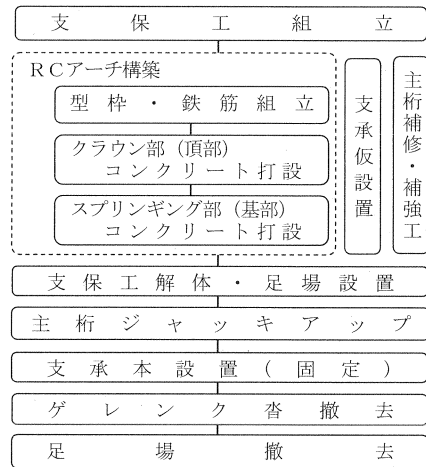 支保工組立
RCアーチ構築
型枠・鉄筋組立
クラウン部(頂部)
コンクリート打設
スプリンギング部(基部)
コンクリート打設
支承仮設置
主桁補修・補強工
支保工解体・足場設置
主桁ジャッキアップ
支承本設置(固定)
ゲレンク沓撤去
足場撤去